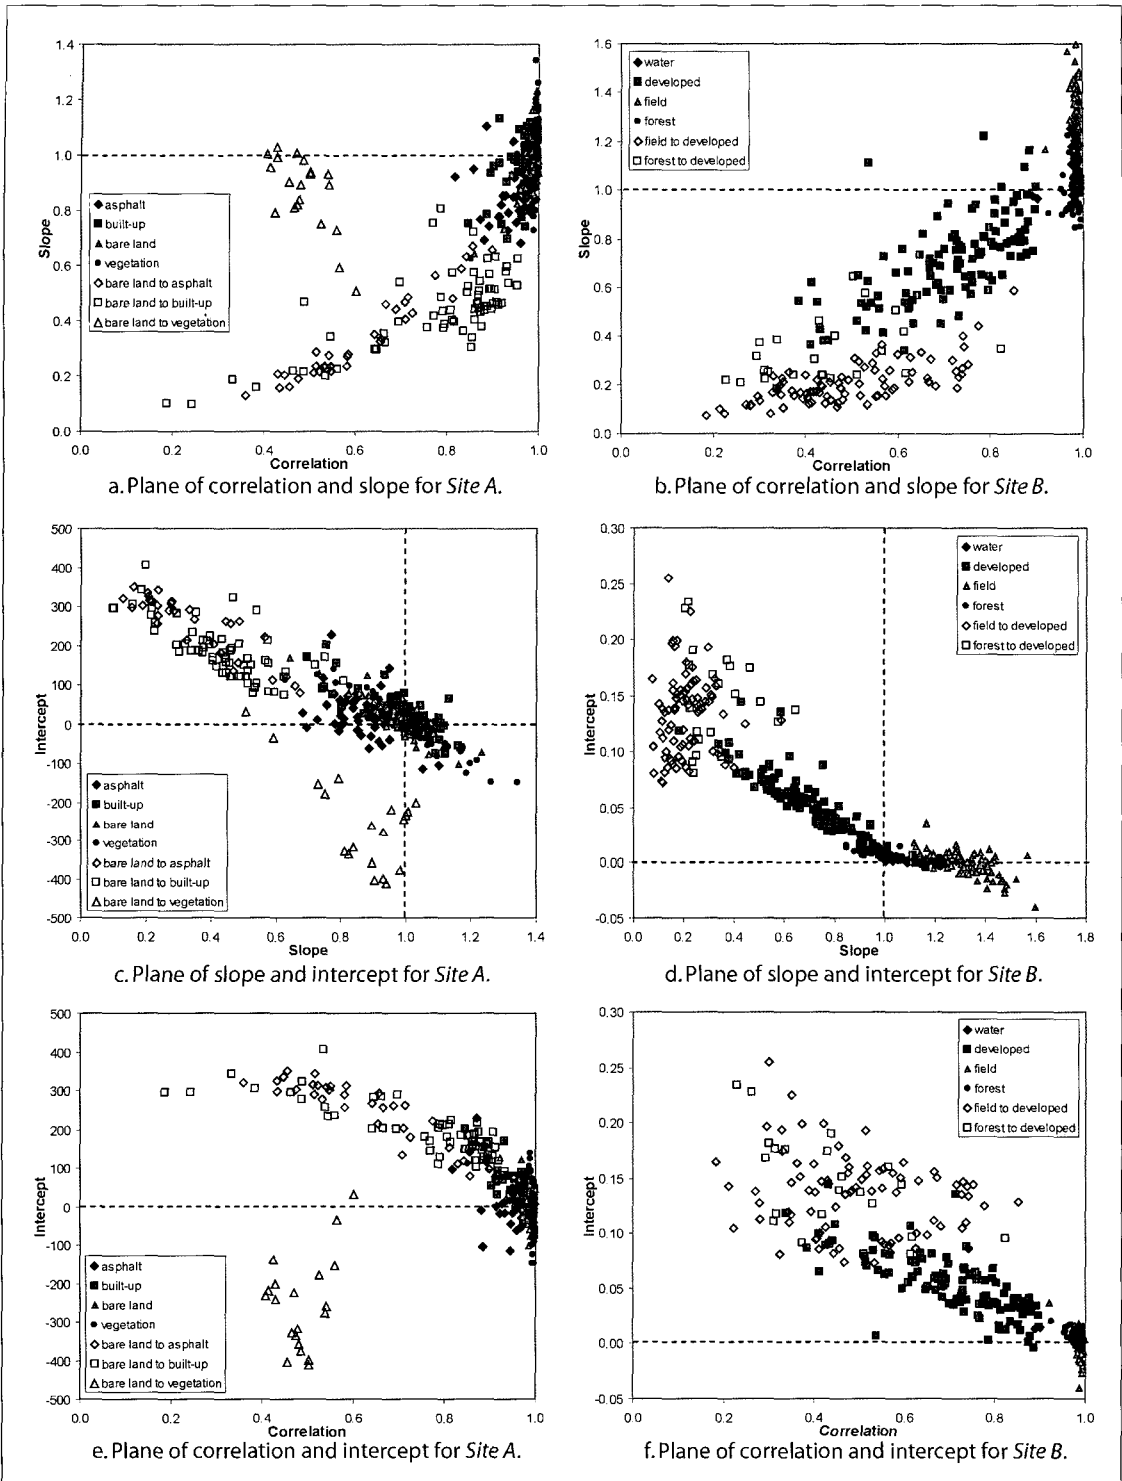 1.4
1.2
1.0
0.8
0.6
0.4
0.2
0.0
Slope
asphalt
built-up
bare land
vegetation
bare land to asphalt
bare land to built-up
bare land to vegetation
0.0 0.2 0.4 0.6 0.8 1.0
Correlation
a. Plane of correlation and slope for Site A.
1.6
1.4
1.2
1.0
0.8
0.6
0.4
0.2
0.0
Slope
water
developed
field
forest
field to developed
forest to developed
0.0 0.2 0.4 0.6 0.8 1.0
Correlation
b. Plane of correlation and slope for Site B.
500
400
300
200
100
0
-100
-200
-300
-400
-500
Intercept
asphalt
built-up
bare land
vegetation
bare land to asphalt
bare land to built-up
bare land to vegetation
0.0 0.2 0.4 0.6 0.8 1.0 1.2 1.4
Slope
c. Plane of slope and intercept for Site A.
0.30
0.25
0.20
0.15
0.10
0.05
0.00
-0.05
Intercept
water
developed
field
forest
field to developed
forest to developed
0.0 0.2 0.4 0.6 0.8 1.0 1.2 1.4 1.6 1.8
Slope
d. Plane of slope and intercept for Site B.
500
400
300
200
100
0
-100
-200
-300
-400
-500
Intercept
asphalt
built-up
bare land
vegetation
bare land to asphalt
bare land to built-up
bare land to vegetation
0.0 0.2 0.4 0.6 0.8 1.0
Correlation
e. Plane of correlation and intercept for Site A.
0.30
0.25
0.20
0.15
0.10
0.05
0.00
-0.05
Intercept
water
developed
field
forest
field to developed
forest to developed
0.0 0.2 0.4 0.6 0.8 1.0
Correlation
f. Plane of correlation and intercept for Site B.